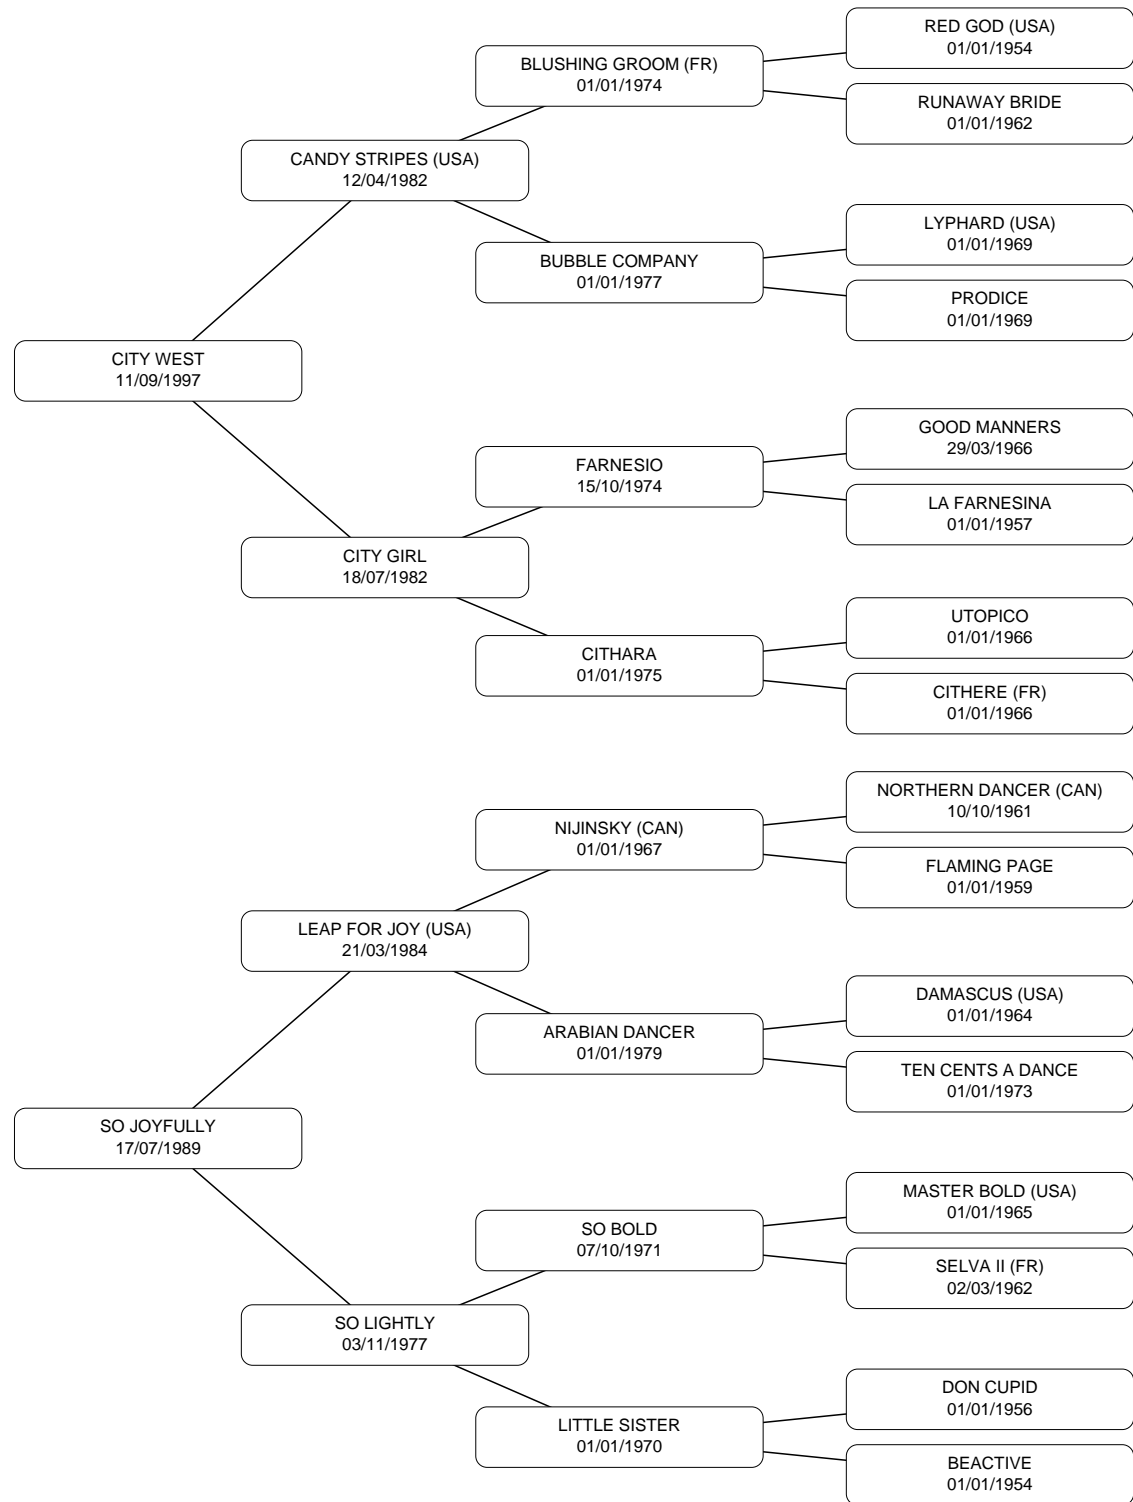 RED GOD (USA)
01/01/1954
BLUSHING GROOM (FR)
01/01/1974
RUNAWAY BRIDE
01/01/1962
CANDY STRIPES (USA)
12/04/1982
LYPHARD (USA)
01/01/1969
BUBBLE COMPANY
01/01/1977
PRODICE
01/01/1969
CITY WEST
11/09/1997
GOOD MANNERS
29/03/1966
FARNESIO
15/10/1974
LA FARNESINA
01/01/1957
CITY GIRL
18/07/1982
UTOPICO
01/01/1966
CITHARA
01/01/1975
CITHERE (FR)
01/01/1966
NORTHERN DANCER (CAN)
10/10/1961
NIJINSKY (CAN)
01/01/1967
FLAMING PAGE
01/01/1959
LEAP FOR JOY (USA)
21/03/1984
DAMASCUS (USA)
01/01/1964
ARABIAN DANCER
01/01/1979
TEN CENTS A DANCE
01/01/1973
SO JOYFULLY
17/07/1989
MASTER BOLD (USA)
01/01/1965
SO BOLD
07/10/1971
SELVA II (FR)
02/03/1962
SO LIGHTLY
03/11/1977
DON CUPID
01/01/1956
LITTLE SISTER
01/01/1970
BEACTIVE
01/01/1954